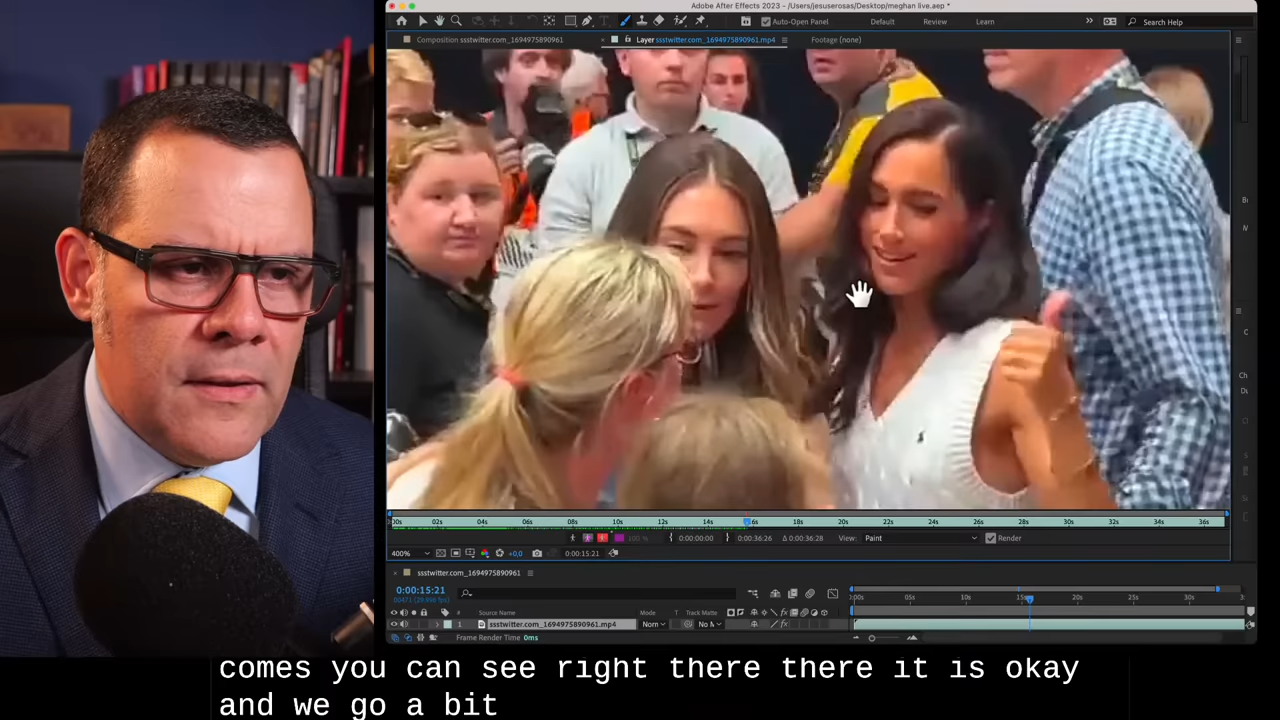 Adobe After Effects 2023 - /Users/jesuserosas/Desktop/meghan live.aep *
Auto-Open Panel
Default
Review
Learn
Search Help
Composition ssstwitter.com_1694975890961
Layer ssstwitter.com_1694975890961.mp4
Footage (none)
02s 04s 06s 08s 10s 12s 14s 18s 20s 22s 24s 26s 28s 30s 32s 34s 36s
0:00:00:00
0:00:36:26
Δ 0:00:36:28
View: Paint
Render
400%
+0,0
0:00:15:21
ssstwitter.com_1694975890961
0:00:15:21
05s 10s 20s 25s 30s
# Source Name Mode T Track Matte
1 ssstwitter.com_1694975890961.mp4 Norm
Frame Render Time 0ms
comes you can see right there there it is okay
and we go a bit